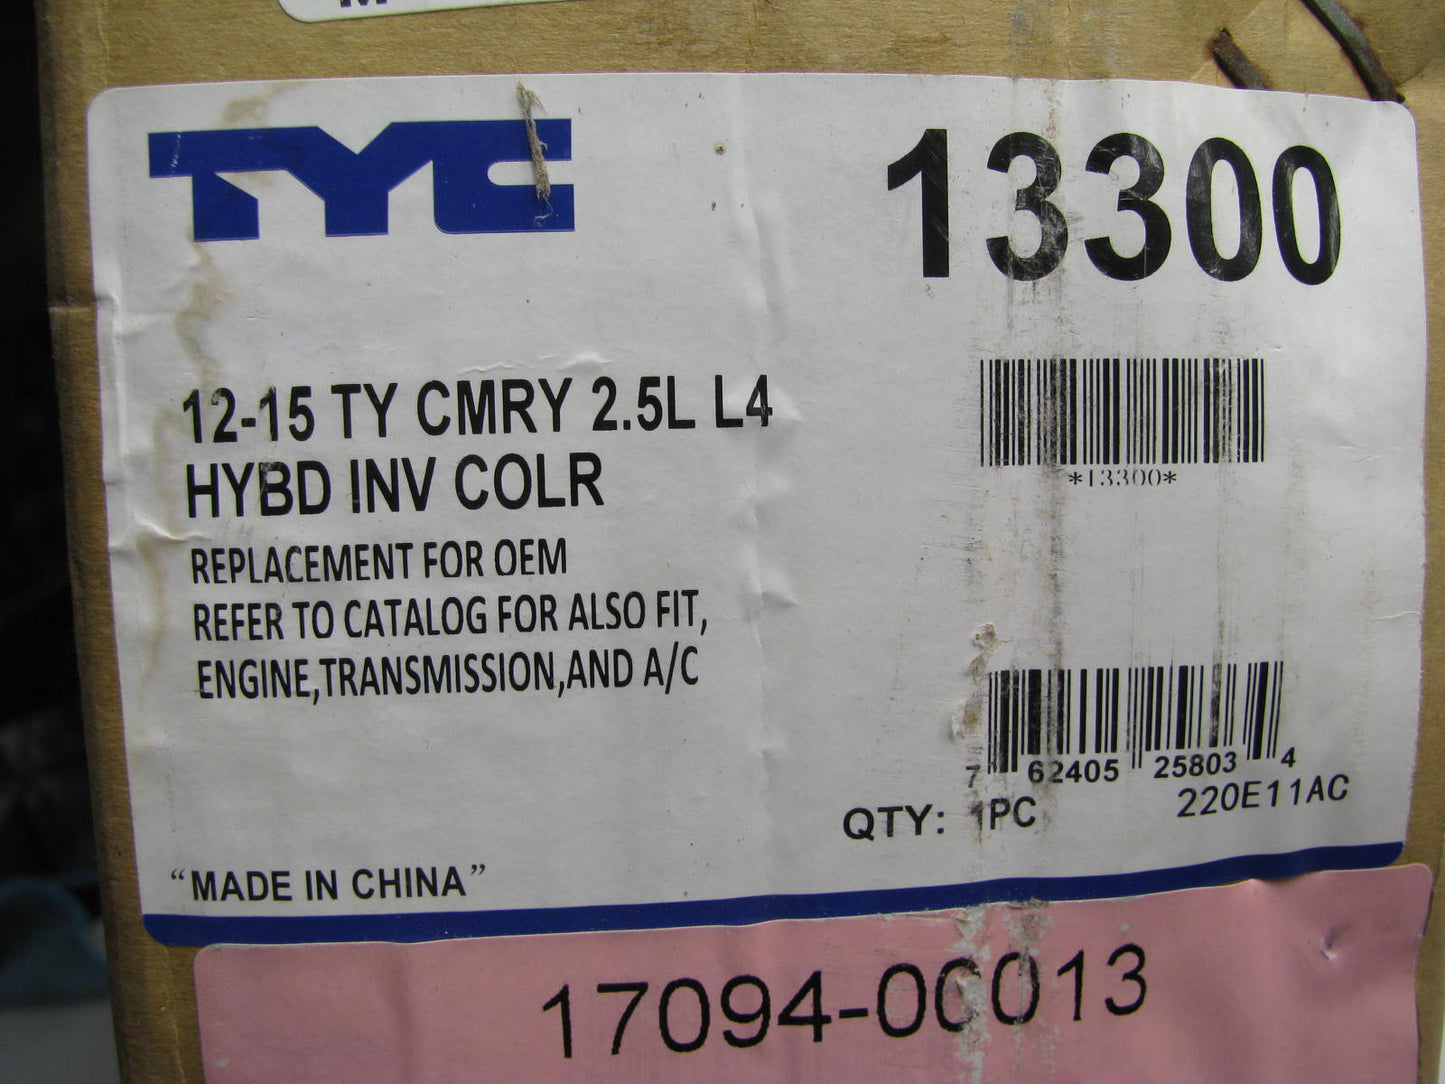 TYC
13300
12-15 TY CMRY 2.5L L4
HYBD INV COLR
REPLACEMENT FOR OEM
REFER TO CATALOG FOR ALSO FIT,
ENGINE,TRANSMISSION,AND A/C
*13300*
7 62405 25803 4
QTY: 1PC
220E11AC
“MADE IN CHINA”
17094-00013